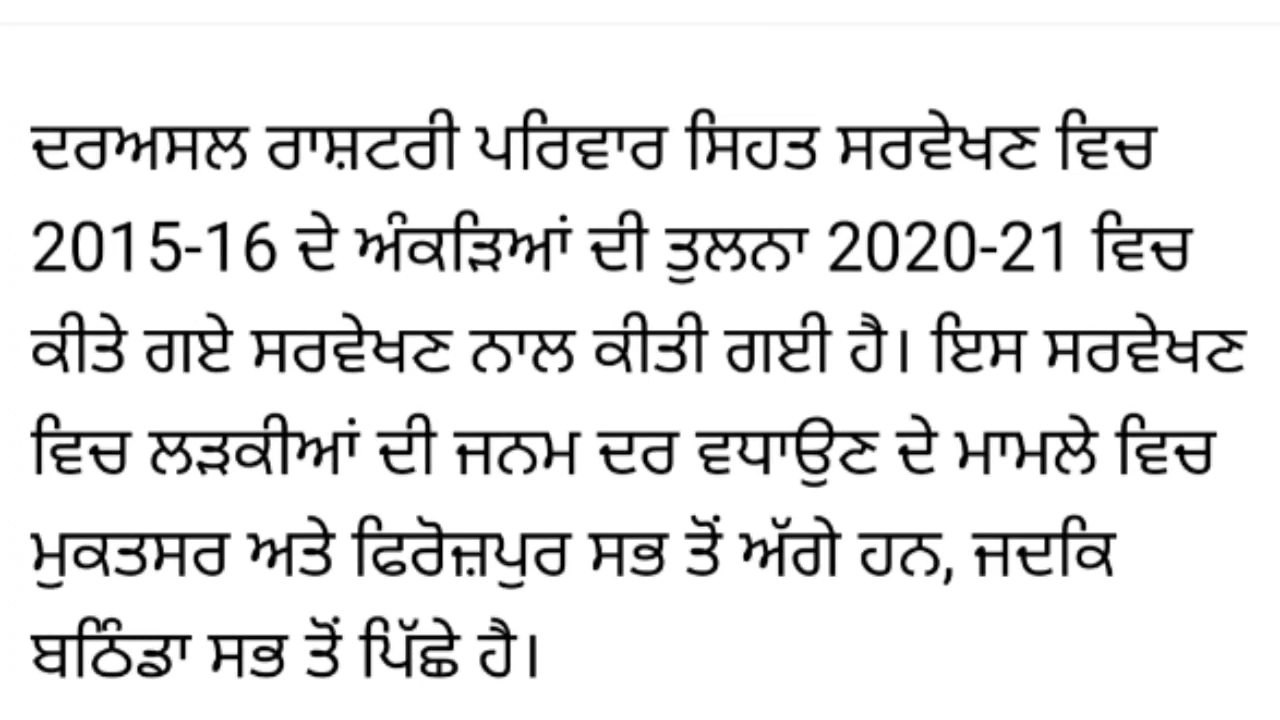 ਦਰਅਸਲ ਰਾਸ਼ਟਰੀ ਪਰਿਵਾਰ ਸਿਹਤ ਸਰਵੇਖਣ ਵਿਚ
2015-16 ਦੇ ਅੰਕੜਿਆਂ ਦੀ ਤੁਲਨਾ 2020-21 ਵਿਚ
ਕੀਤੇ ਗਏ ਸਰਵੇਖਣ ਨਾਲ ਕੀਤੀ ਗਈ ਹੈ। ਇਸ ਸਰਵੇਖਣ
ਵਿਚ ਲੜਕੀਆਂ ਦੀ ਜਨਮ ਦਰ ਵਧਾਉਣ ਦੇ ਮਾਮਲੇ ਵਿਚ
ਮੁਕਤਸਰ ਅਤੇ ਫਿਰੋਜ਼ਪੁਰ ਸਭ ਤੋਂ ਅੱਗੇ ਹਨ, ਜਦਕਿ
ਬਠਿੰਡਾ ਸਭ ਤੋਂ ਪਿੱਛੇ ਹੈ।